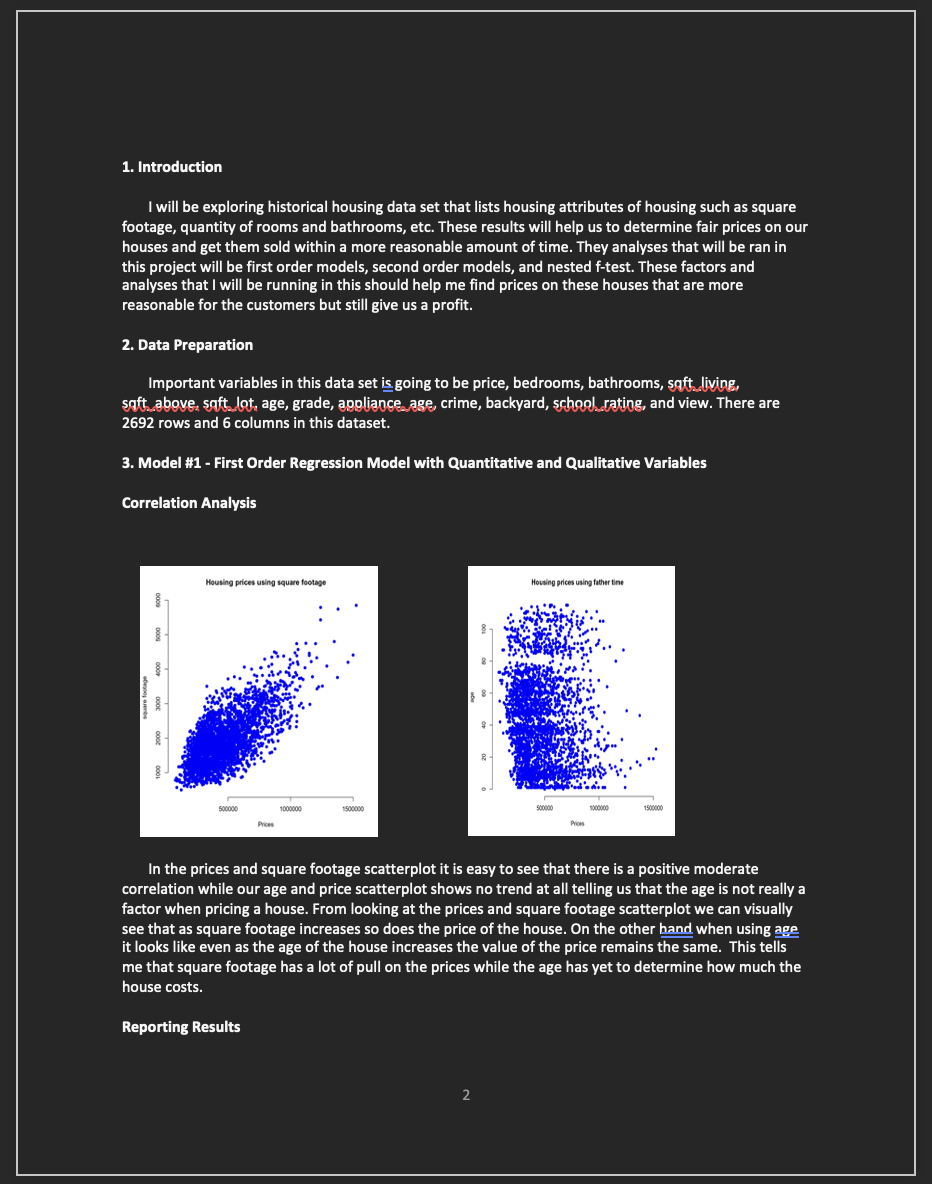 1. Introduction
I will be exploring historical housing data set that lists housing attributes of housing such as square
footage, quantity of rooms and bathrooms, etc. These results will help us to determine fair prices on our
houses and get them sold within a more reasonable amount of time. They analyses that will be ran in
this project will be first order models, second order models, and nested f-test. These factors and
analyses that I will be running in this should help me find prices on these houses that are more
reasonable for the customers but still give us a profit.
2. Data Preparation
Important variables in this data set is going to be price, bedrooms, bathrooms, sqft_living,
sqft_above, sqft_lot, age, grade, appliance_age, crime, backyard, school_rating, and view. There are
2692 rows and 6 columns in this dataset.
3. Model #1 - First Order Regression Model with Quantitative and Qualitative Variables
Correlation Analysis
Housing prices using square footage
square footage
6000
5000
4000
3000
2000
1000
500000 1000000 1500000
Prices
Housing prices using father time
age
100
80
60
40
20
0
500000 1000000 1500000
Prices
In the prices and square footage scatterplot it is easy to see that there is a positive moderate
correlation while our age and price scatterplot shows no trend at all telling us that the age is not really a
factor when pricing a house. From looking at the prices and square footage scatterplot we can visually
see that as square footage increases so does the price of the house. On the other hand when using age
it looks like even as the age of the house increases the value of the price remains the same.  This tells
me that square footage has a lot of pull on the prices while the age has yet to determine how much the
house costs.
Reporting Results
2